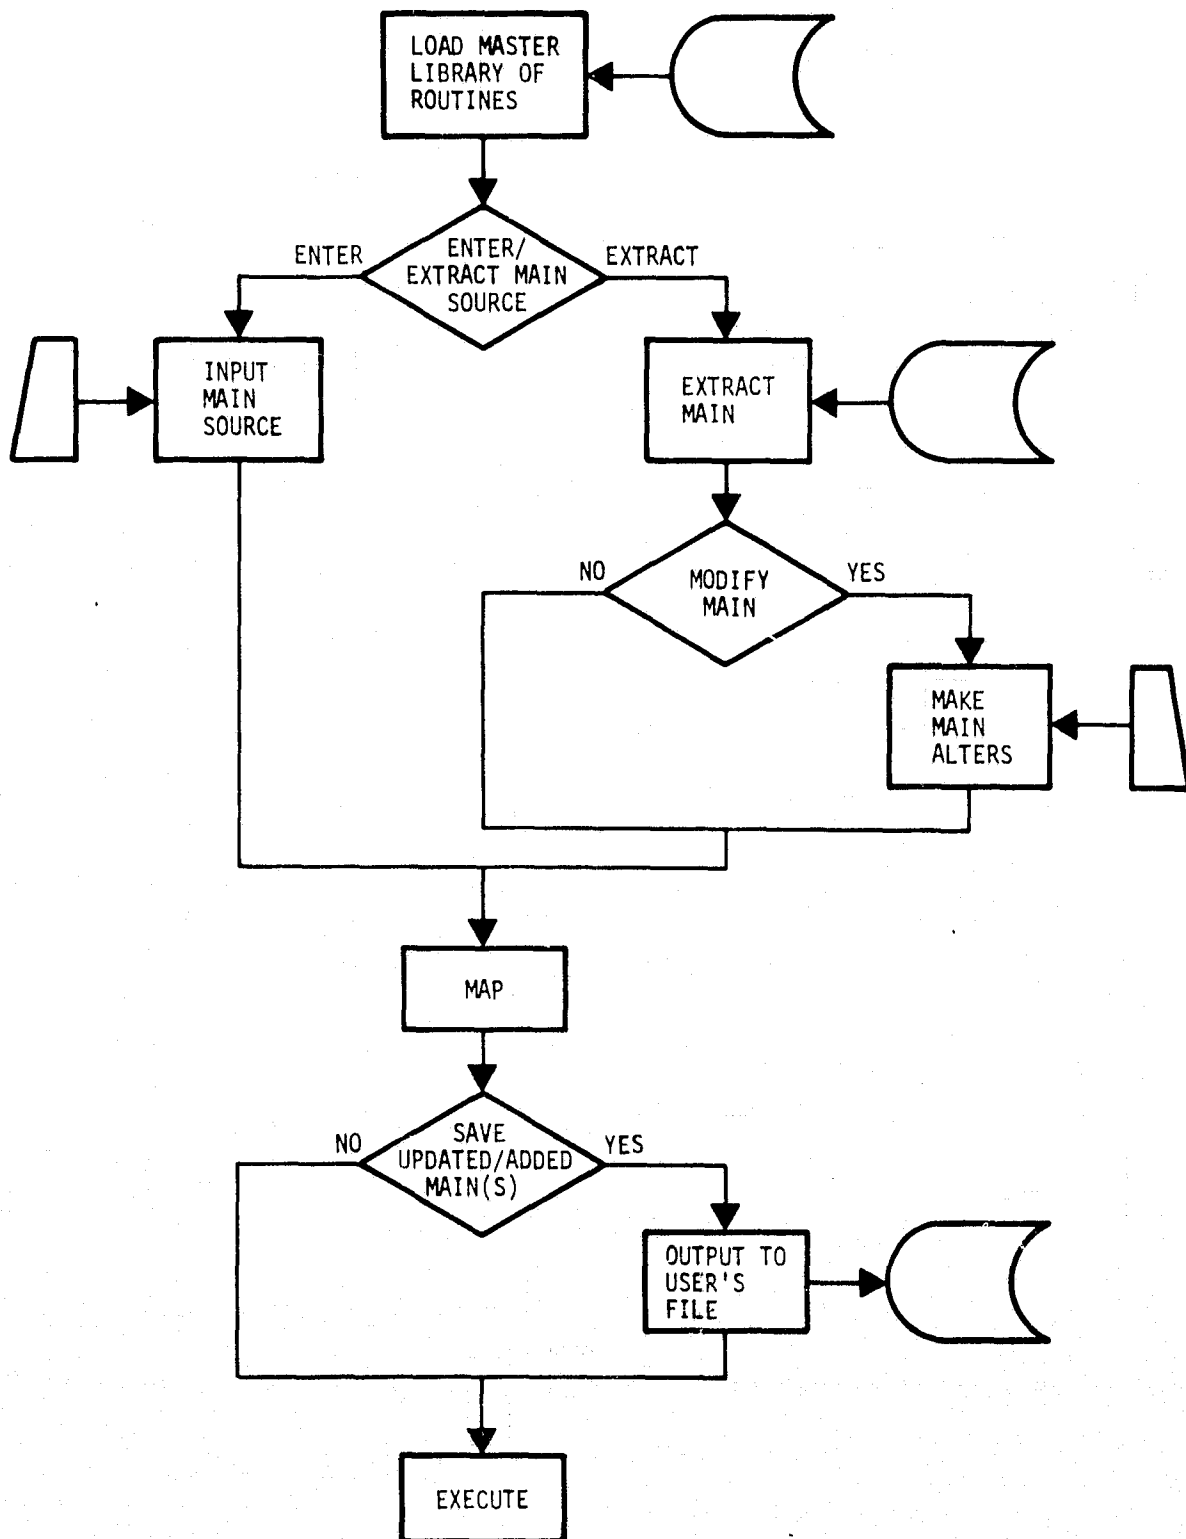 LOAD MASTER
LIBRARY OF
ROUTINES
ENTER
ENTER/
EXTRACT MAIN
SOURCE
EXTRACT
INPUT
MAIN
SOURCE
EXTRACT
MAIN
NO
MODIFY
MAIN
YES
MAKE
MAIN
ALTERS
MAP
NO
SAVE
UPDATED/ADDED
MAIN(S)
YES
OUTPUT TO
USER'S
FILE
EXECUTE